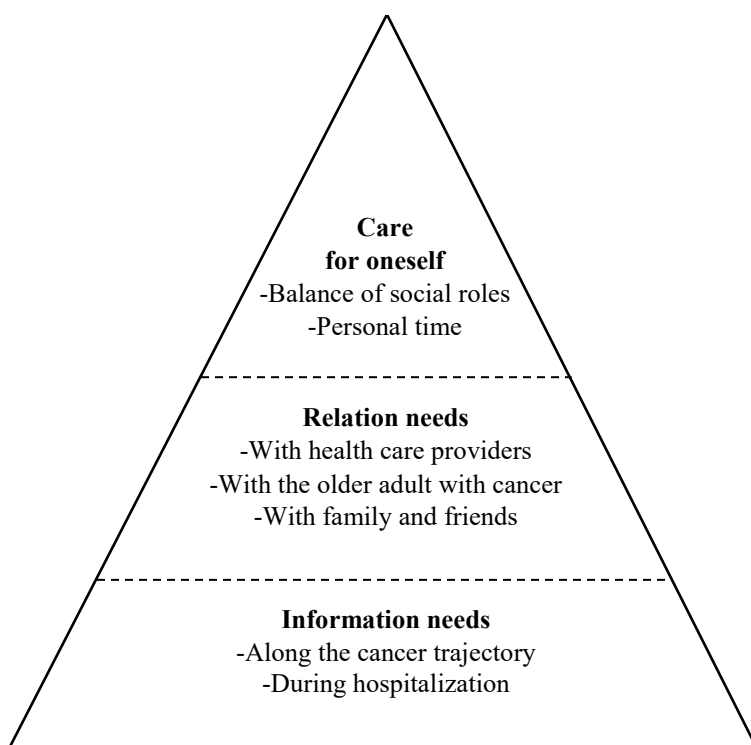 Care
for oneself
-Balance of social roles
-Personal time
Relation needs
-With health care providers
-With the older adult with cancer
-With family and friends
Information needs
-Along the cancer trajectory
-During hospitalization